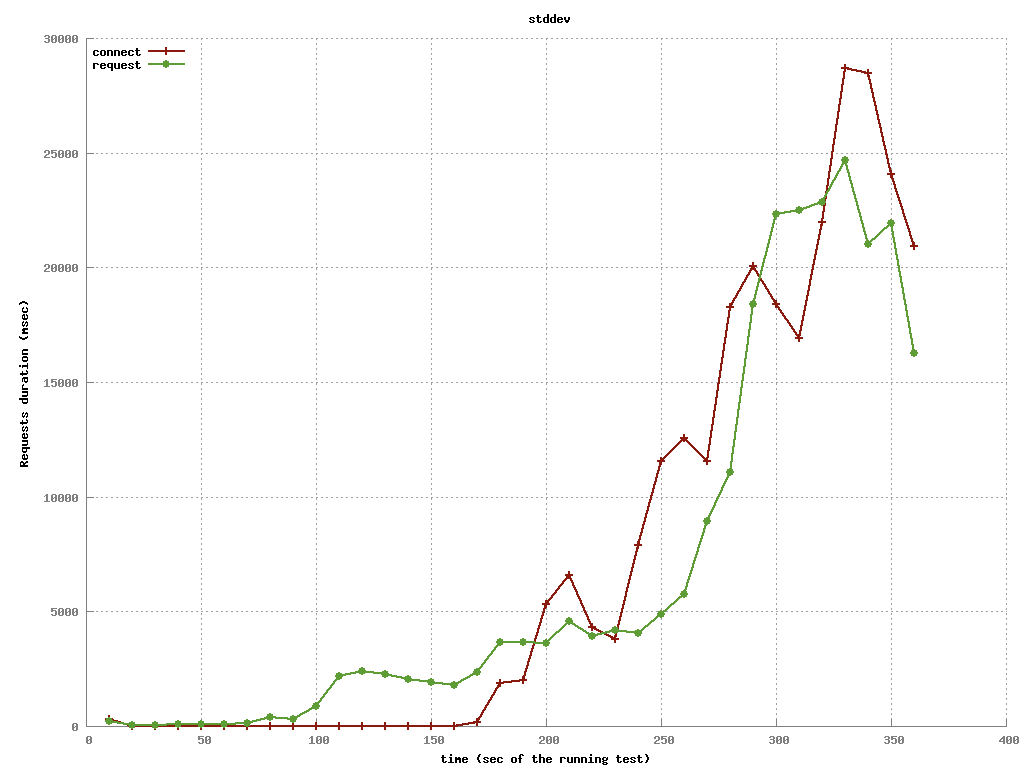 stddev
30000
connect
request
25000
20000
15000
10000
5000
0
Requests duration (msec)
0 50 100 150 200 250 300 350 400
time (sec of the running test)